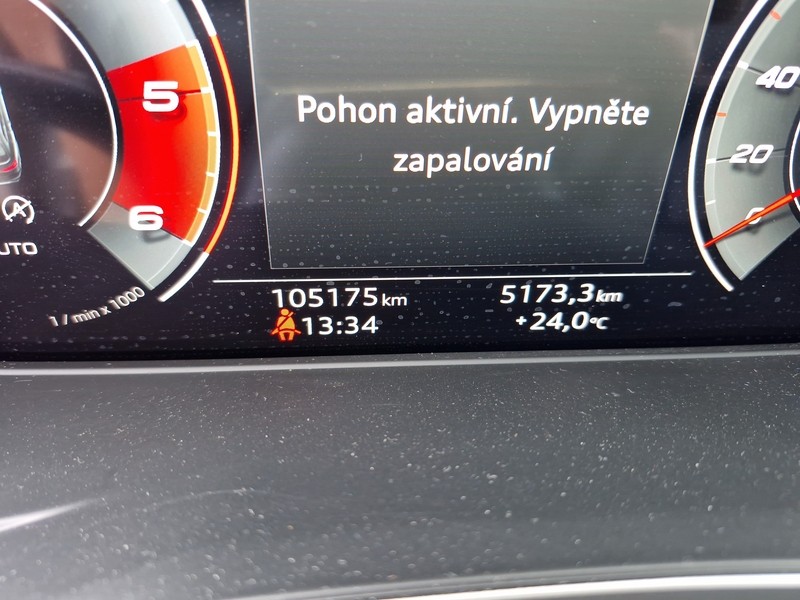 Pohon aktivní. Vypněte
zapalování
5
6
UTO
1 / min x 1000
40
20
0
105175 km
5173,3 km
13:34
+24,0°C